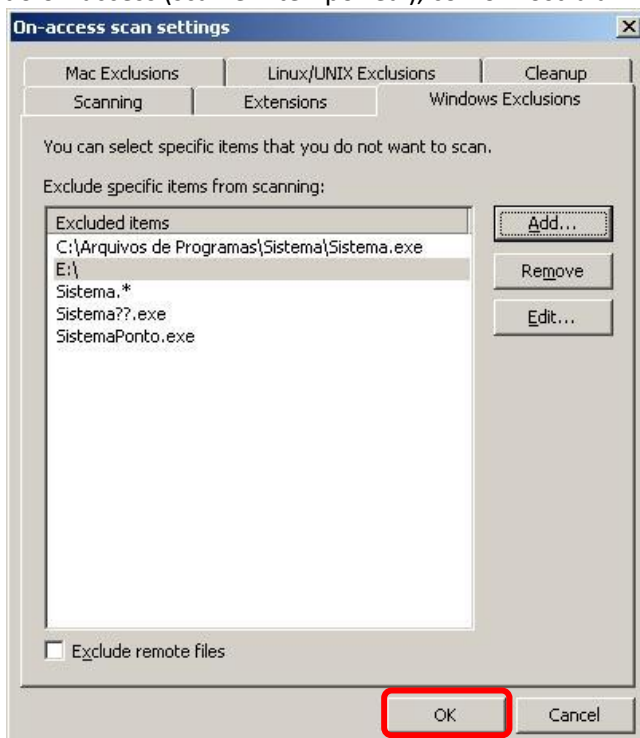 On-access scan settings
Mac Exclusions Linux/UNIX Exclusions Cleanup
Scanning Extensions Windows Exclusions
You can select specific items that you do not want to scan.
Exclude specific items from scanning:
Excluded items
C:\Arquivos de Programas\Sistema\Sistema.exe
E:\
Sistema.*
Sistema??.exe
SistemaPonto.exe
Add...
Remove
Edit...
Exclude remote files
OK Cancel